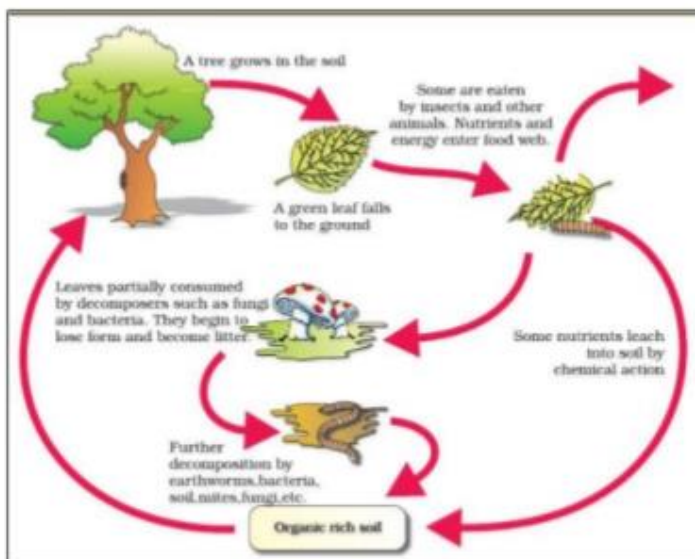 A tree grows in the soil
Some are eaten
by insects and other
animals. Nutrients and
energy enter food web.
A green leaf falls
to the ground
Leaves partially consumed
by decomposers such as fungi
and bacteria. They begin to
lose form and become litter.
Some nutrients leach
into soil by
chemical action
Further
decomposition by
earthworms,bacteria,
soil,mites,fungi,etc.
Organic rich soil